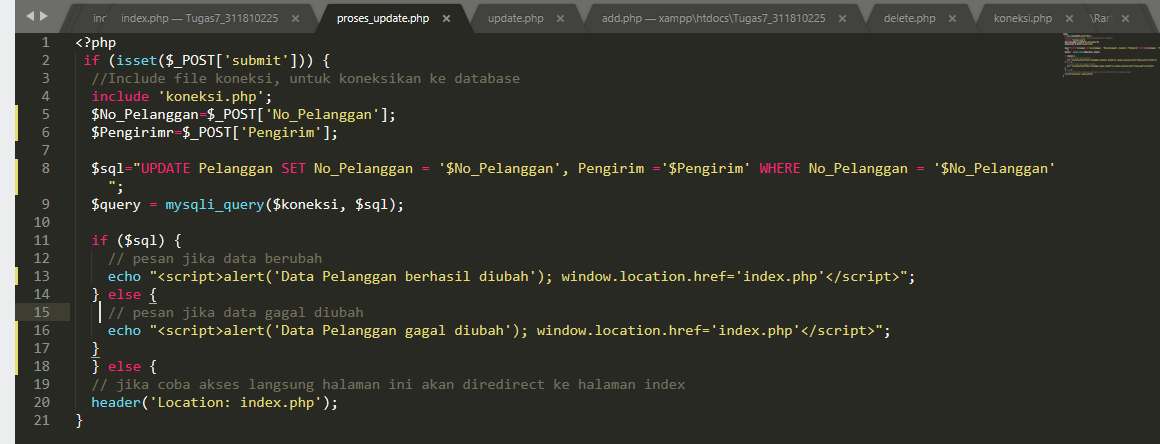 inc index.php — Tugas7_311810225 × proses_update.php × update.php × add.php — xampp\htdocs\Tugas7_311810225 × delete.php × koneksi.php × \Rar ×
1 <?php
2 if (isset($_POST['submit'])) {
3 //Include file koneksi, untuk koneksikan ke database
4 include 'koneksi.php';
5 $No_Pelanggan=$_POST['No_Pelanggan'];
6 $Pengirimr=$_POST['Pengirim'];
7
8 $sql="UPDATE Pelanggan SET No_Pelanggan = '$No_Pelanggan', Pengirim ='$Pengirim' WHERE No_Pelanggan = '$No_Pelanggan'
";
9 $query = mysqli_query($koneksi, $sql);
10
11 if ($sql) {
12 // pesan jika data berubah
13 echo "<script>alert('Data Pelanggan berhasil diubah'); window.location.href='index.php'</script>";
14 } else {
15 // pesan jika data gagal diubah
16 echo "<script>alert('Data Pelanggan gagal diubah'); window.location.href='index.php'</script>";
17 }
18 } else {
19 // jika coba akses langsung halaman ini akan diredirect ke halaman index
20 header('Location: index.php');
21 }